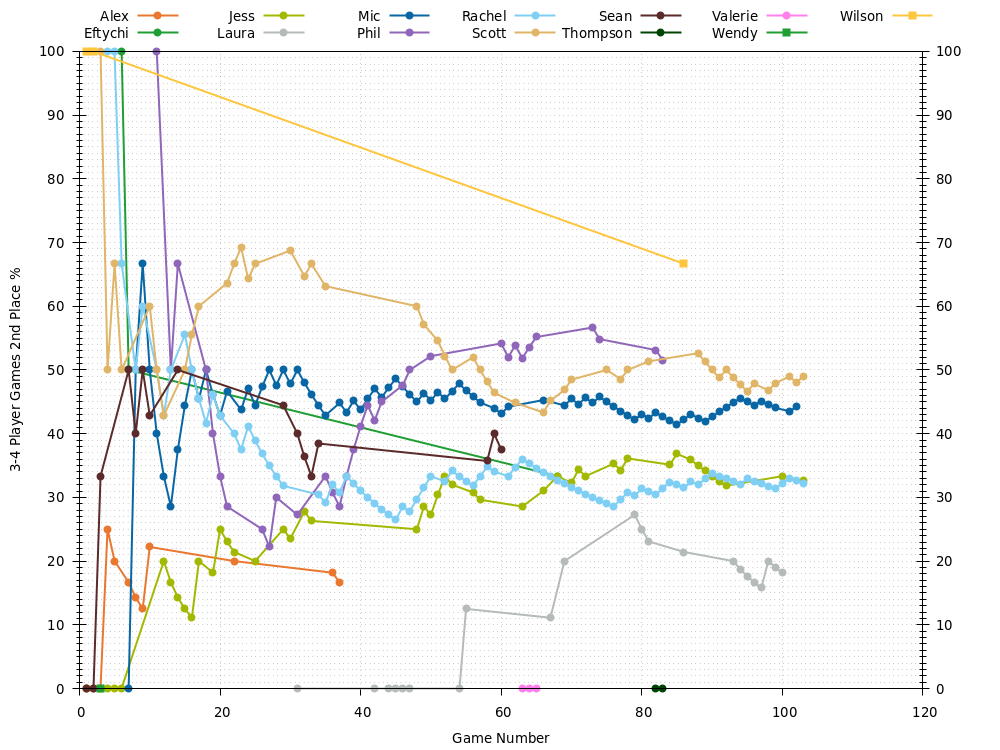 Alex Jess Mic Rachel Sean Valerie Wilson
Eftychi Laura Phil Scott Thompson Wendy
100 100
90 90
80 80
70 70
60 60
50 50
40 40
30 30
20 20
10 10
0 0
0 20 40 60 80 100 120
3-4 Player Games 2nd Place %
Game Number